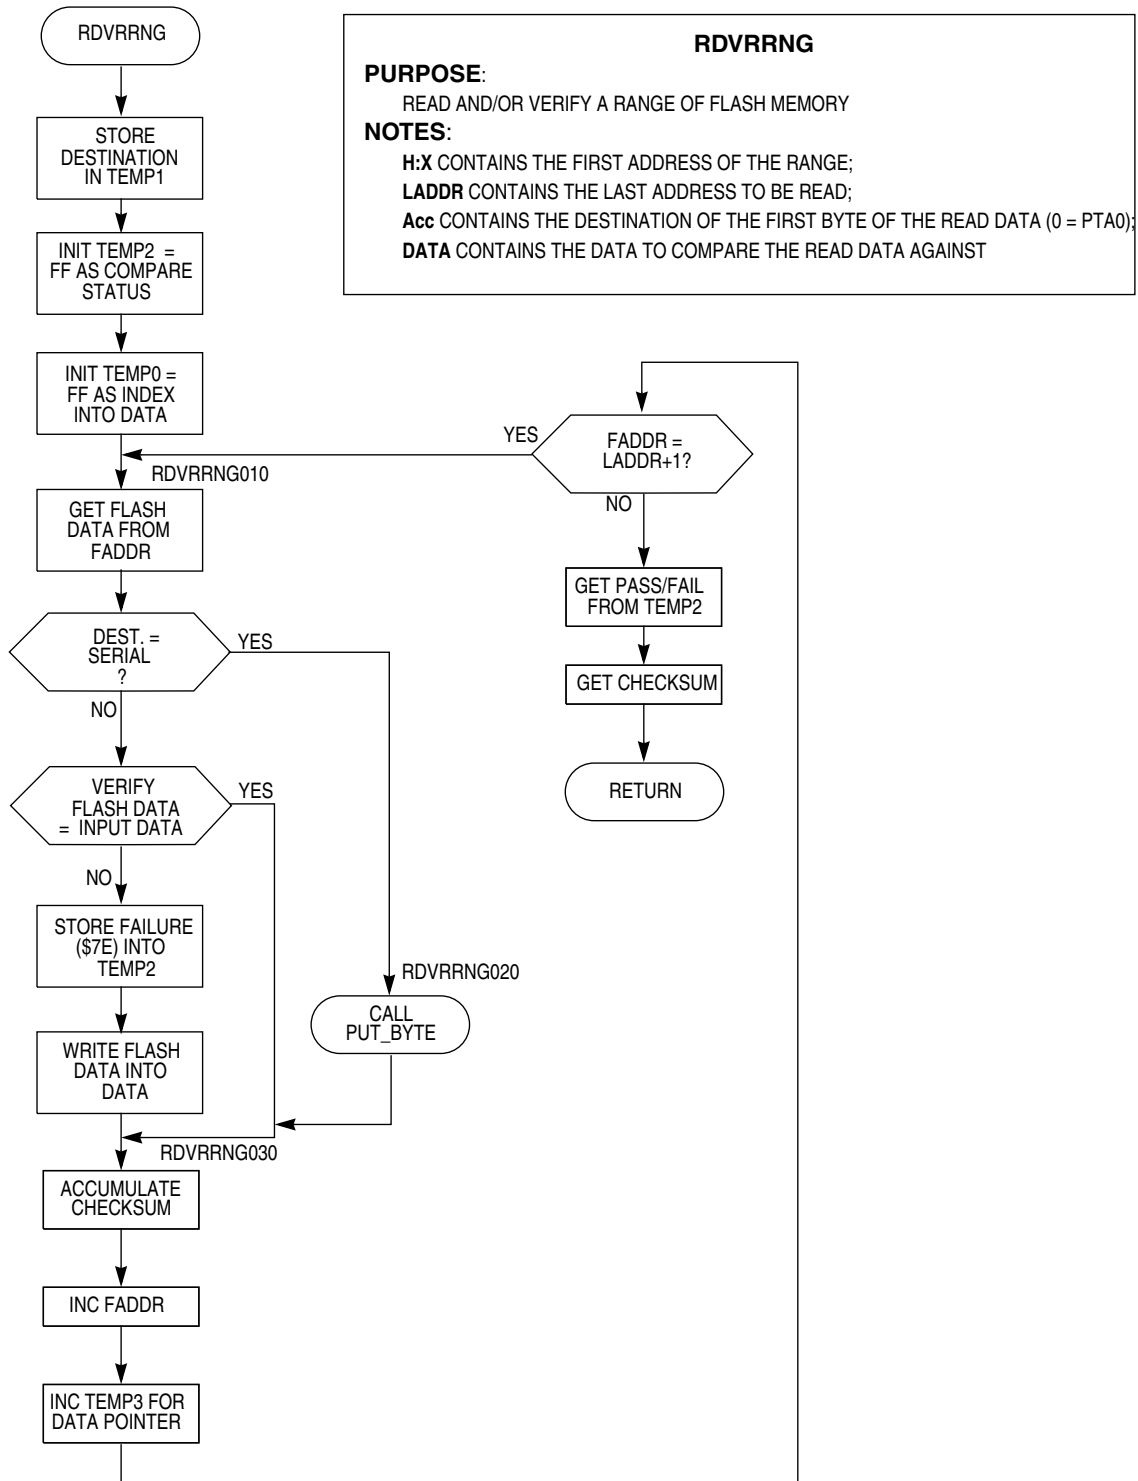 RDVRRNG
STORE
DESTINATION
IN TEMP1
INIT TEMP2 =
FF AS COMPARE
STATUS
INIT TEMP0 =
FF AS INDEX
INTO DATA
RDVRRNG010
GET FLASH
DATA FROM
FADDR
DEST. =
SERIAL
?
YES
NO
VERIFY
FLASH DATA
= INPUT DATA
YES
NO
STORE FAILURE
($7E) INTO
TEMP2
WRITE FLASH
DATA INTO
DATA
RDVRRNG020
CALL
PUT_BYTE
RDVRRNG030
ACCUMULATE
CHECKSUM
INC FADDR
INC TEMP3 FOR
DATA POINTER
RDVRRNG
PURPOSE:
READ AND/OR VERIFY A RANGE OF FLASH MEMORY
NOTES:
H:X CONTAINS THE FIRST ADDRESS OF THE RANGE;
LADDR CONTAINS THE LAST ADDRESS TO BE READ;
Acc CONTAINS THE DESTINATION OF THE FIRST BYTE OF THE READ DATA (0 = PTA0);
DATA CONTAINS THE DATA TO COMPARE THE READ DATA AGAINST
YES
FADDR =
LADDR+1?
NO
GET PASS/FAIL
FROM TEMP2
GET CHECKSUM
RETURN